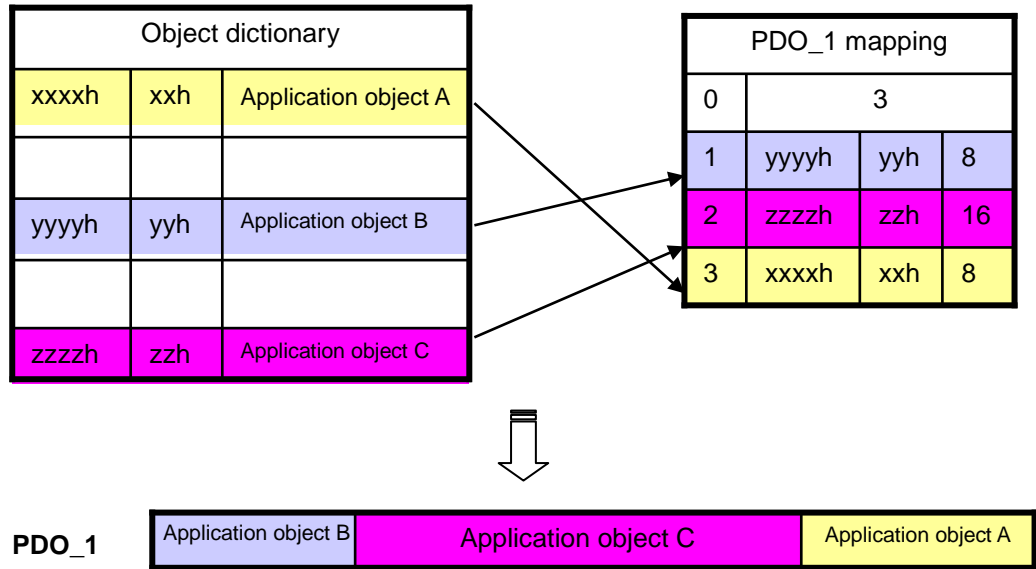 Object dictionary
xxxxh xxh Application object A
yyyyh yyh Application object B
zzzzh zzh Application object C
PDO_1 mapping
0 3
1 yyyyh yyh 8
2 zzzzh zzh 16
3 xxxxh xxh 8
PDO_1 Application object B Application object C Application object A